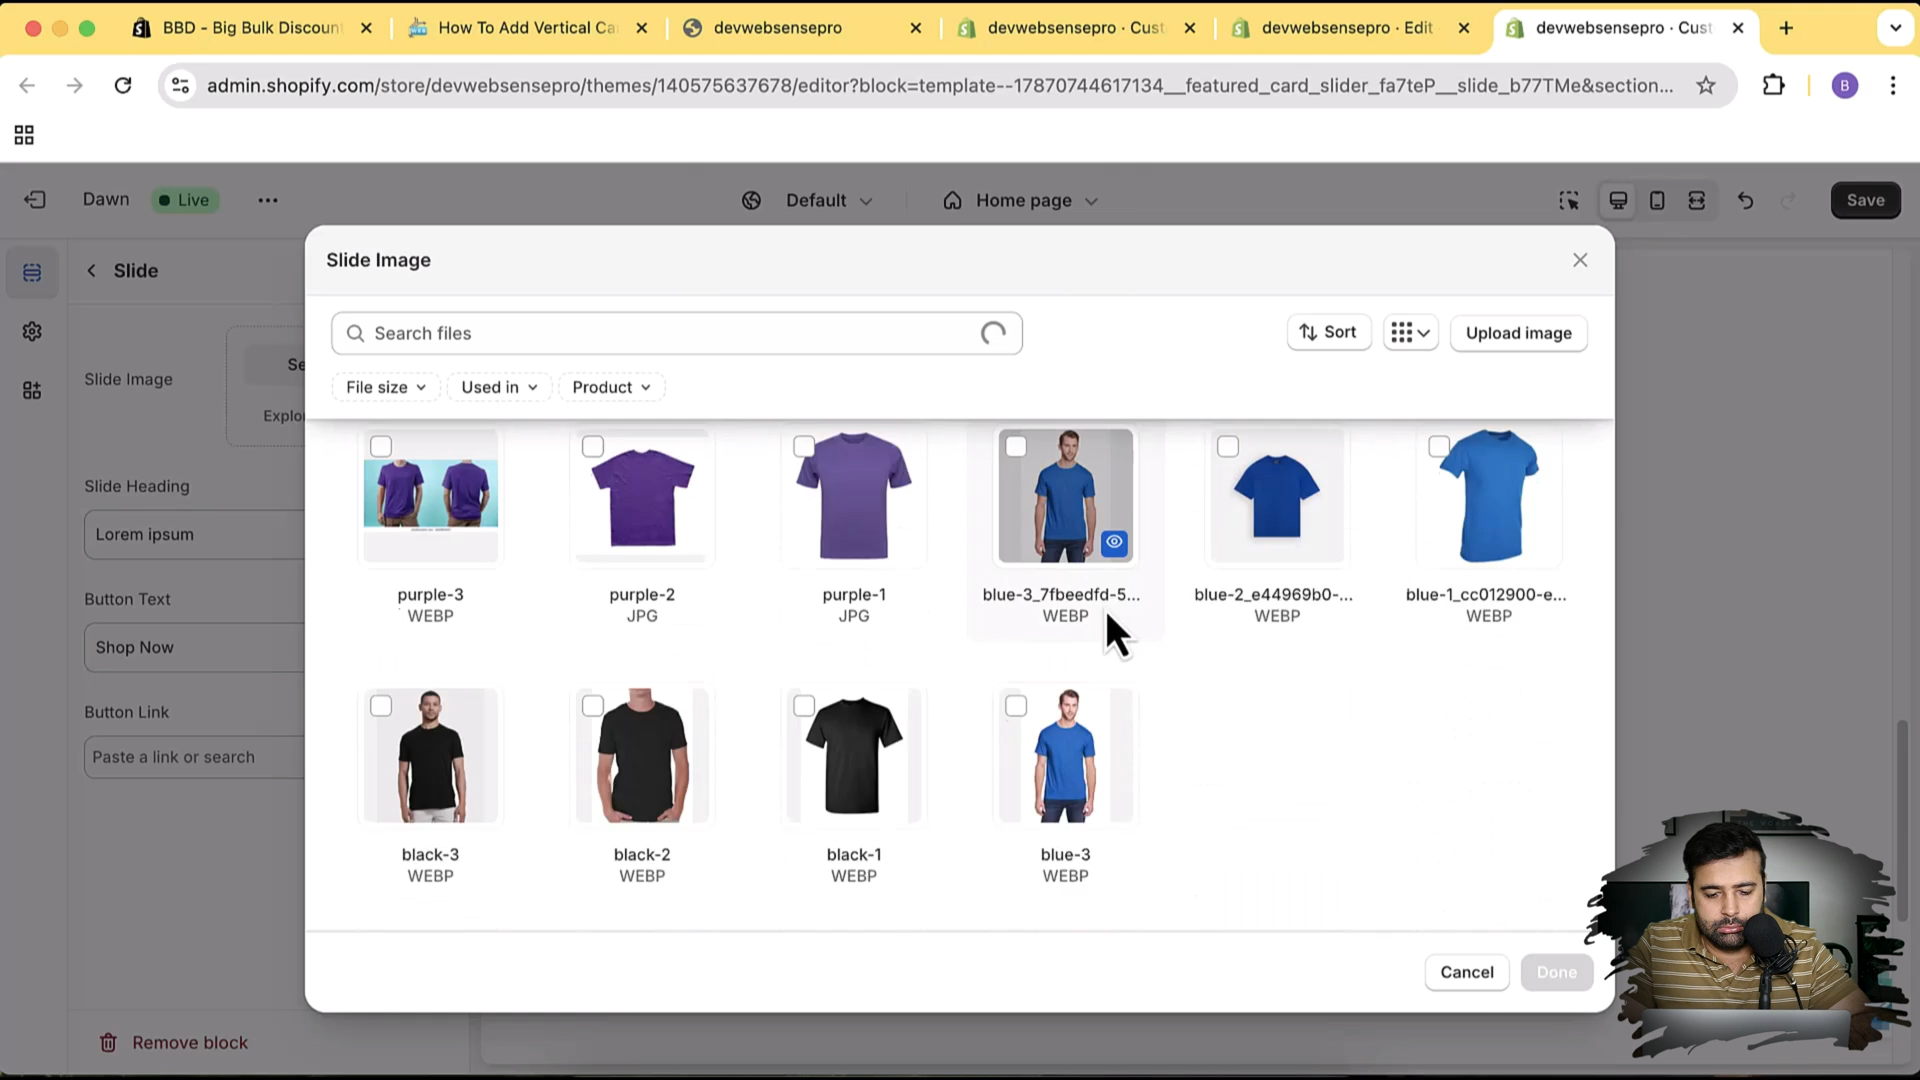 BBD - Big Bulk Discount
How To Add Vertical Ca
devwebsensepro
devwebsensepro · Cust
devwebsensepro · Edit
devwebsensepro · Cust
admin.shopify.com/store/devwebsensepro/themes/140575637678/editor?block=template--17870744617134__featured_card_slider_fa7teP__slide_b77TMe&section...
B
Dawn
Live
Default
Home page
Save
Slide
Slide Image
Se
Explo
Slide Heading
Lorem ipsum
Button Text
Shop Now
Button Link
Paste a link or search
Remove block
Slide Image
Search files
Sort
Upload image
File size
Used in
Product
purple-3
WEBP
purple-2
JPG
purple-1
JPG
blue-3_7fbeedfd-5...
WEBP
blue-2_e44969b0-...
WEBP
blue-1_cc012900-e...
WEBP
black-3
WEBP
black-2
WEBP
black-1
WEBP
blue-3
WEBP
Cancel
Done